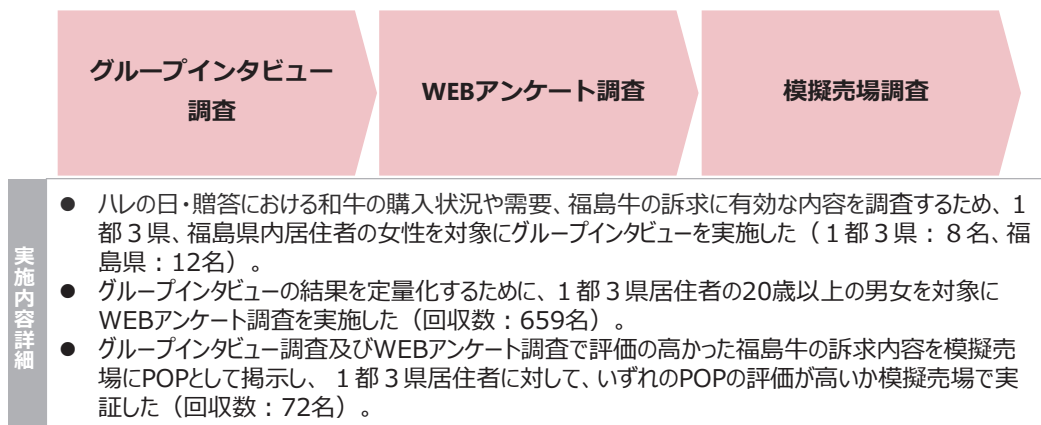 グループインタビュー
調査
WEBアンケート調査
模擬売場調査
実施内容詳細
● ハレの日・贈答における和牛の購入状況や需要、福島牛の訴求に有効な内容を調査するため、１
都３県、福島県内居住者の女性を対象にグループインタビューを実施した（１都３県：８名、福
島県：12名）。
● グループインタビューの結果を定量化するために、１都３県居住者の20歳以上の男女を対象に
WEBアンケート調査を実施した（回収数：659名）。
● グループインタビュー調査及びWEBアンケート調査で評価の高かった福島牛の訴求内容を模擬売
場にPOPとして掲示し、１都３県居住者に対して、いずれのPOPの評価が高いか模擬売場で実
証した（回収数：72名）。